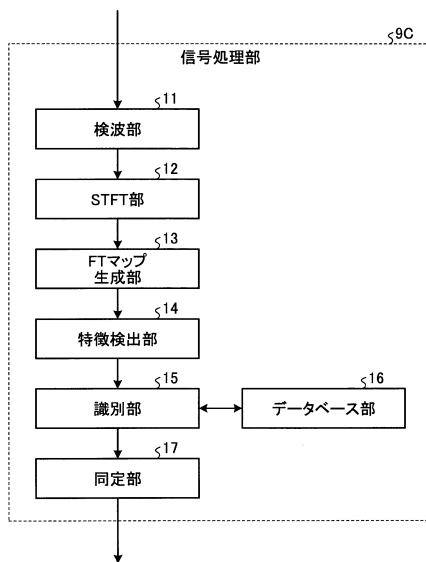 9C
信号処理部
11
検波部
12
STFT部
13
FTマップ
生成部
14
特徴検出部
15
識別部
16
データベース部
17
同定部